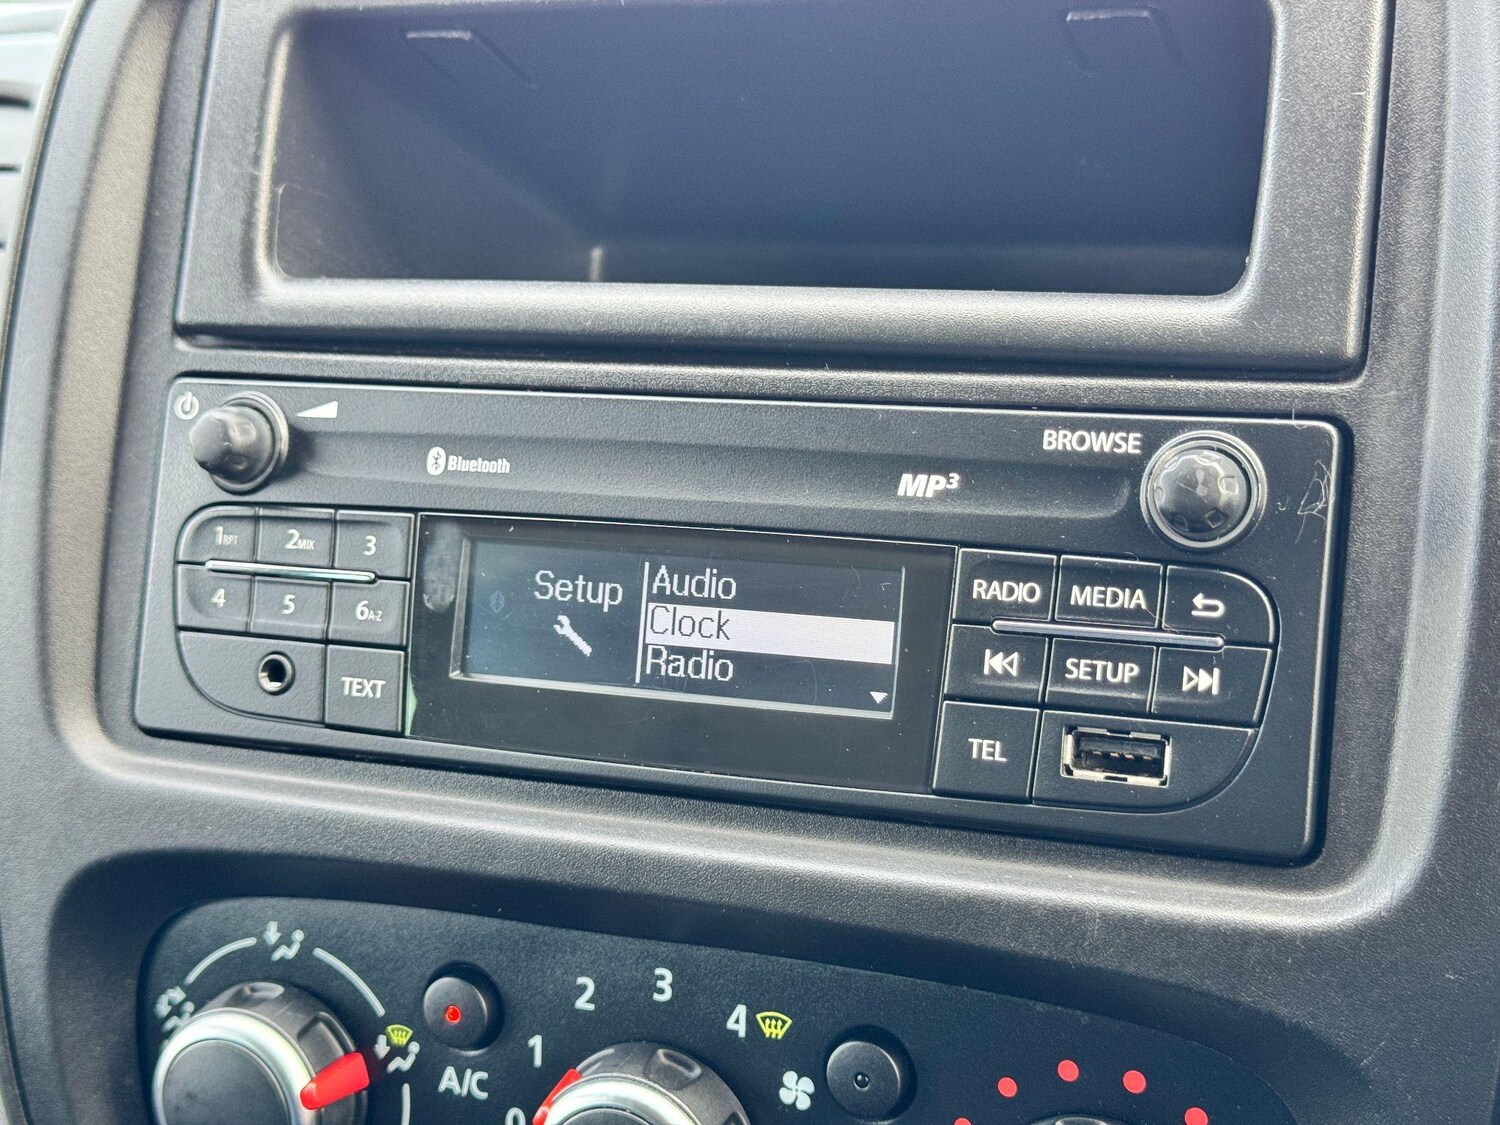 BROWSE
Bluetooth
MP3
1RPT
2MIX
3
4
5
6A-Z
TEXT
Setup
Audio
Clock
Radio
RADIO
MEDIA
SETUP
TEL
A/C
0
1
2
3
4